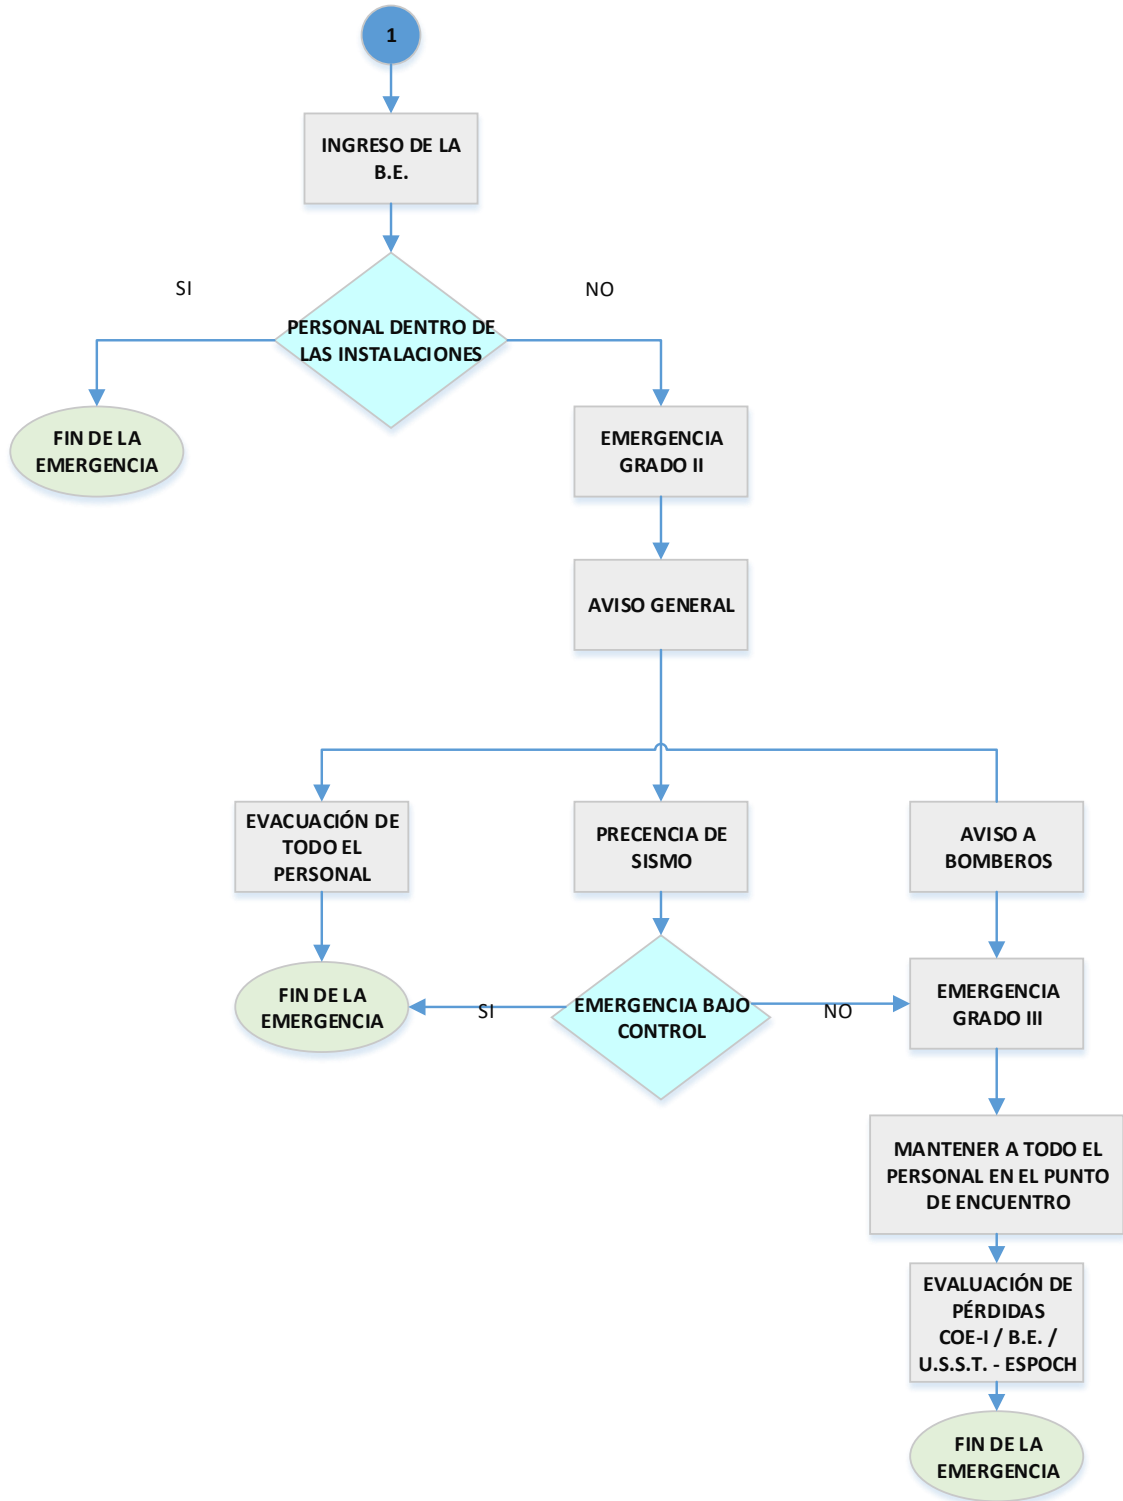 1
INGRESO DE LA
B.E.
SI
NO
PERSONAL DENTRO DE
LAS INSTALACIONES
FIN DE LA
EMERGENCIA
EMERGENCIA
GRADO II
AVISO GENERAL
EVACUACIÓN DE
TODO EL
PERSONAL
PRECENCIA DE
SISMO
AVISO A
BOMBEROS
FIN DE LA
EMERGENCIA
SI
EMERGENCIA BAJO
CONTROL
NO
EMERGENCIA
GRADO III
MANTENER A TODO EL
PERSONAL EN EL PUNTO
DE ENCUENTRO
EVALUACIÓN DE
PÉRDIDAS
COE-I / B.E. /
U.S.S.T. - ESPOCH
FIN DE LA
EMERGENCIA